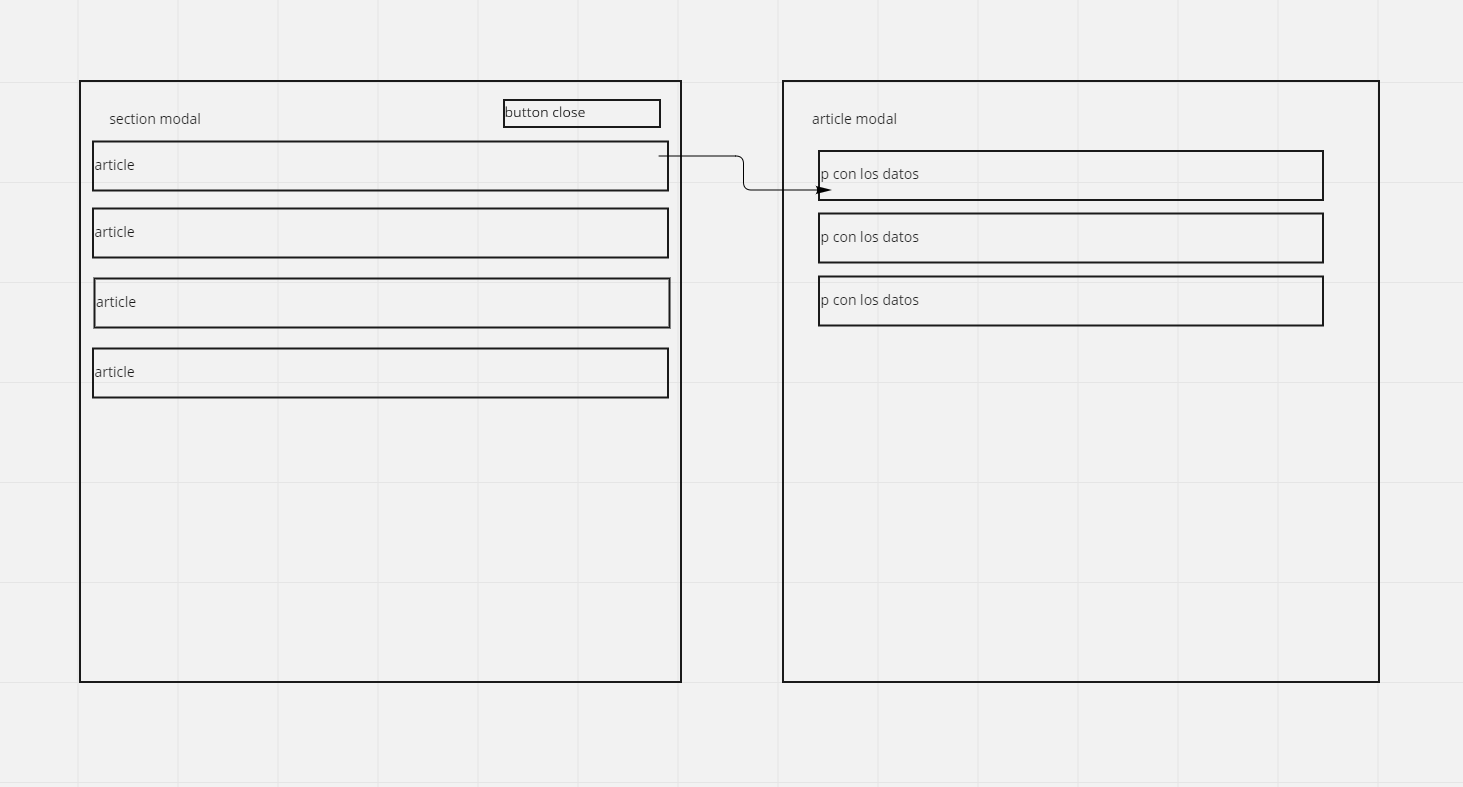 section modal
button close
article
article
article
article
article modal
p con los datos
p con los datos
p con los datos